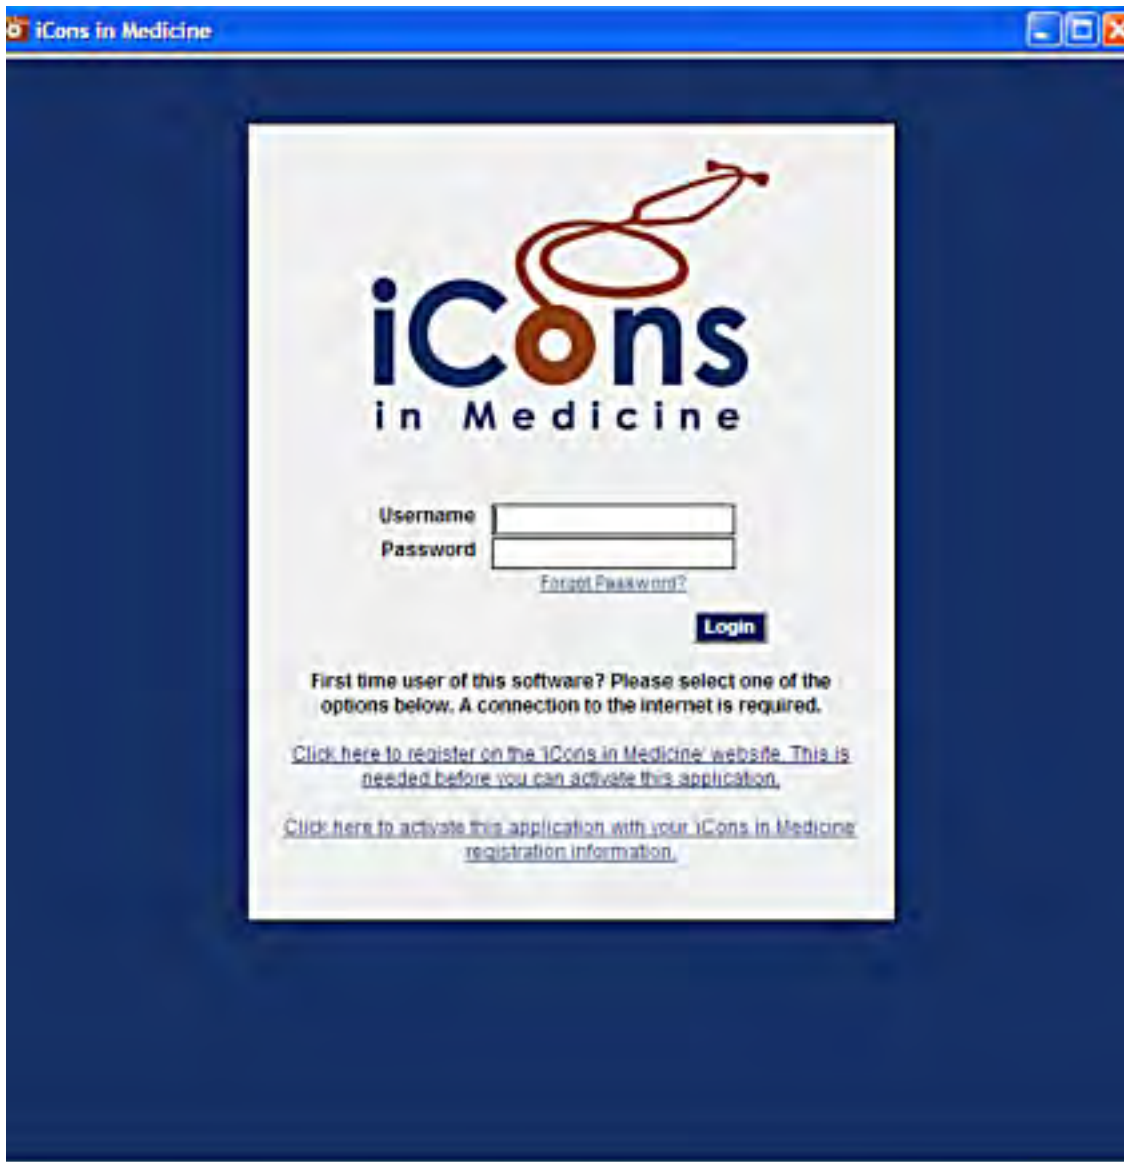 iCons in Medicine
iCons
in Medicine
Username
Password
Forgot Password?
Login
First time user of this software? Please select one of the
options below. A connection to the internet is required.
Click here to register on the 'iCons in Medicine' website. This is
needed before you can activate this application.
Click here to activate this application with your 'iCons in Medicine'
registration information.